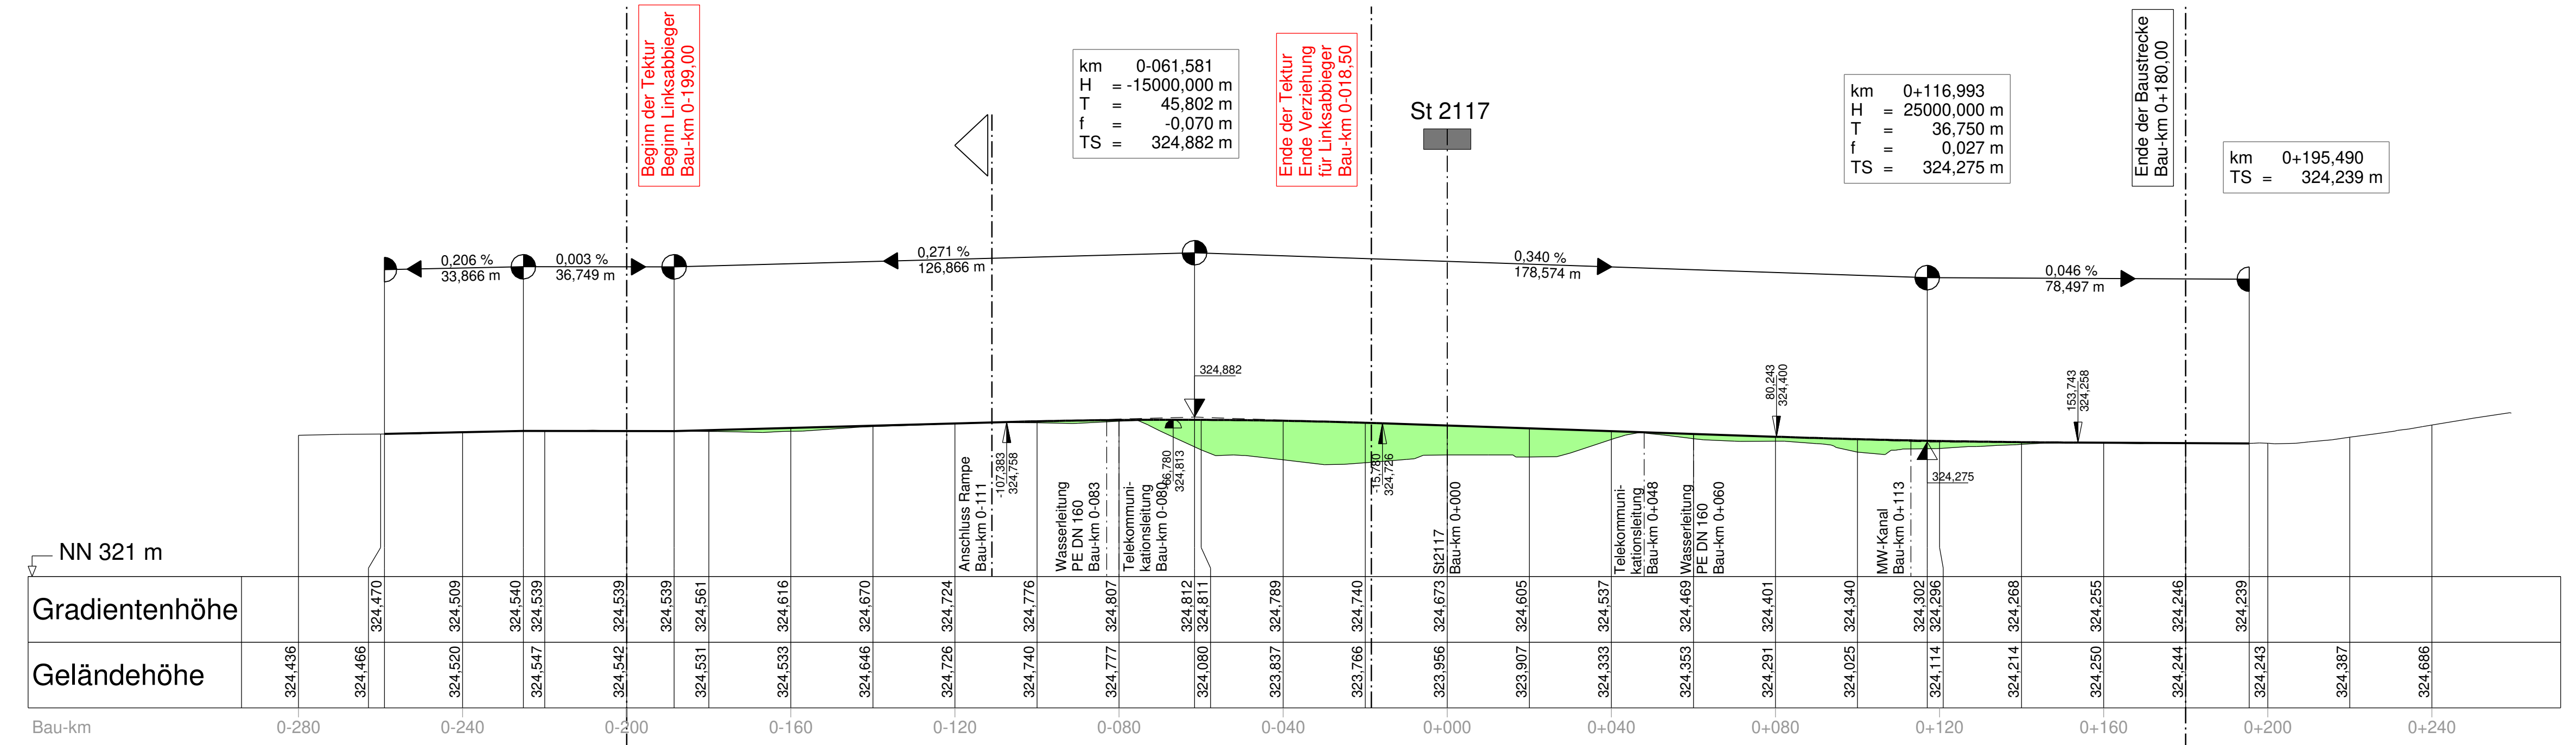 Beginn der Tektur
Beginn Linksabbieger
Bau-km 0-199,00
km 0-061,581
H = -15000,000 m
T = 45,802 m
f = -0,070 m
TS = 324,882 m
Ende der Tektur
Ende Verziehung
für Linksabbieger
Bau-km 0-018,50
St 2117
km 0+116,993
H = 25000,000 m
T = 36,750 m
f = 0,027 m
TS = 324,275 m
Ende der Baustrecke
Bau-km 0+180,00
km 0+195,490
TS = 324,239 m
0,206 %
33,866 m
0,003 %
36,749 m
0,271 %
126,866 m
0,340 %
178,574 m
0,046 %
78,497 m
324,882
80,243
324,400
153,743
324,258
Anschluss Rampe
Bau-km 0-111
-107,383
324,758
Wasserleitung
PE DN 160
Bau-km 0-083
Telekommuni-
kationsleitung
Bau-km 0-080
-66,780
324,813
-15,780
324,726
St2117
Bau-km 0+000
Telekommuni-
kationsleitung
Bau-km 0+048
Wasserleitung
PE DN 160
Bau-km 0+060
MW-Kanal
Bau-km 0+113
324,275
NN 321 m
Gradientenhöhe 324,470 324,509 324,540 324,539 324,539 324,539 324,561 324,616 324,670 324,724 324,776 324,807 324,812 324,811 324,789 324,740 324,673 324,605 324,537 324,469 324,401 324,340 324,302 324,296 324,268 324,255 324,246 324,239
Geländehöhe 324,436 324,466 324,520 324,547 324,542 324,531 324,533 324,646 324,726 324,740 324,777 324,080 323,837 323,766 323,956 323,907 324,333 324,353 324,291 324,025 324,114 324,214 324,250 324,244 324,243 324,387 324,686
Bau-km 0-280 0-240 0-200 0-160 0-120 0-080 0-040 0+000 0+040 0+080 0+120 0+160 0+200 0+240